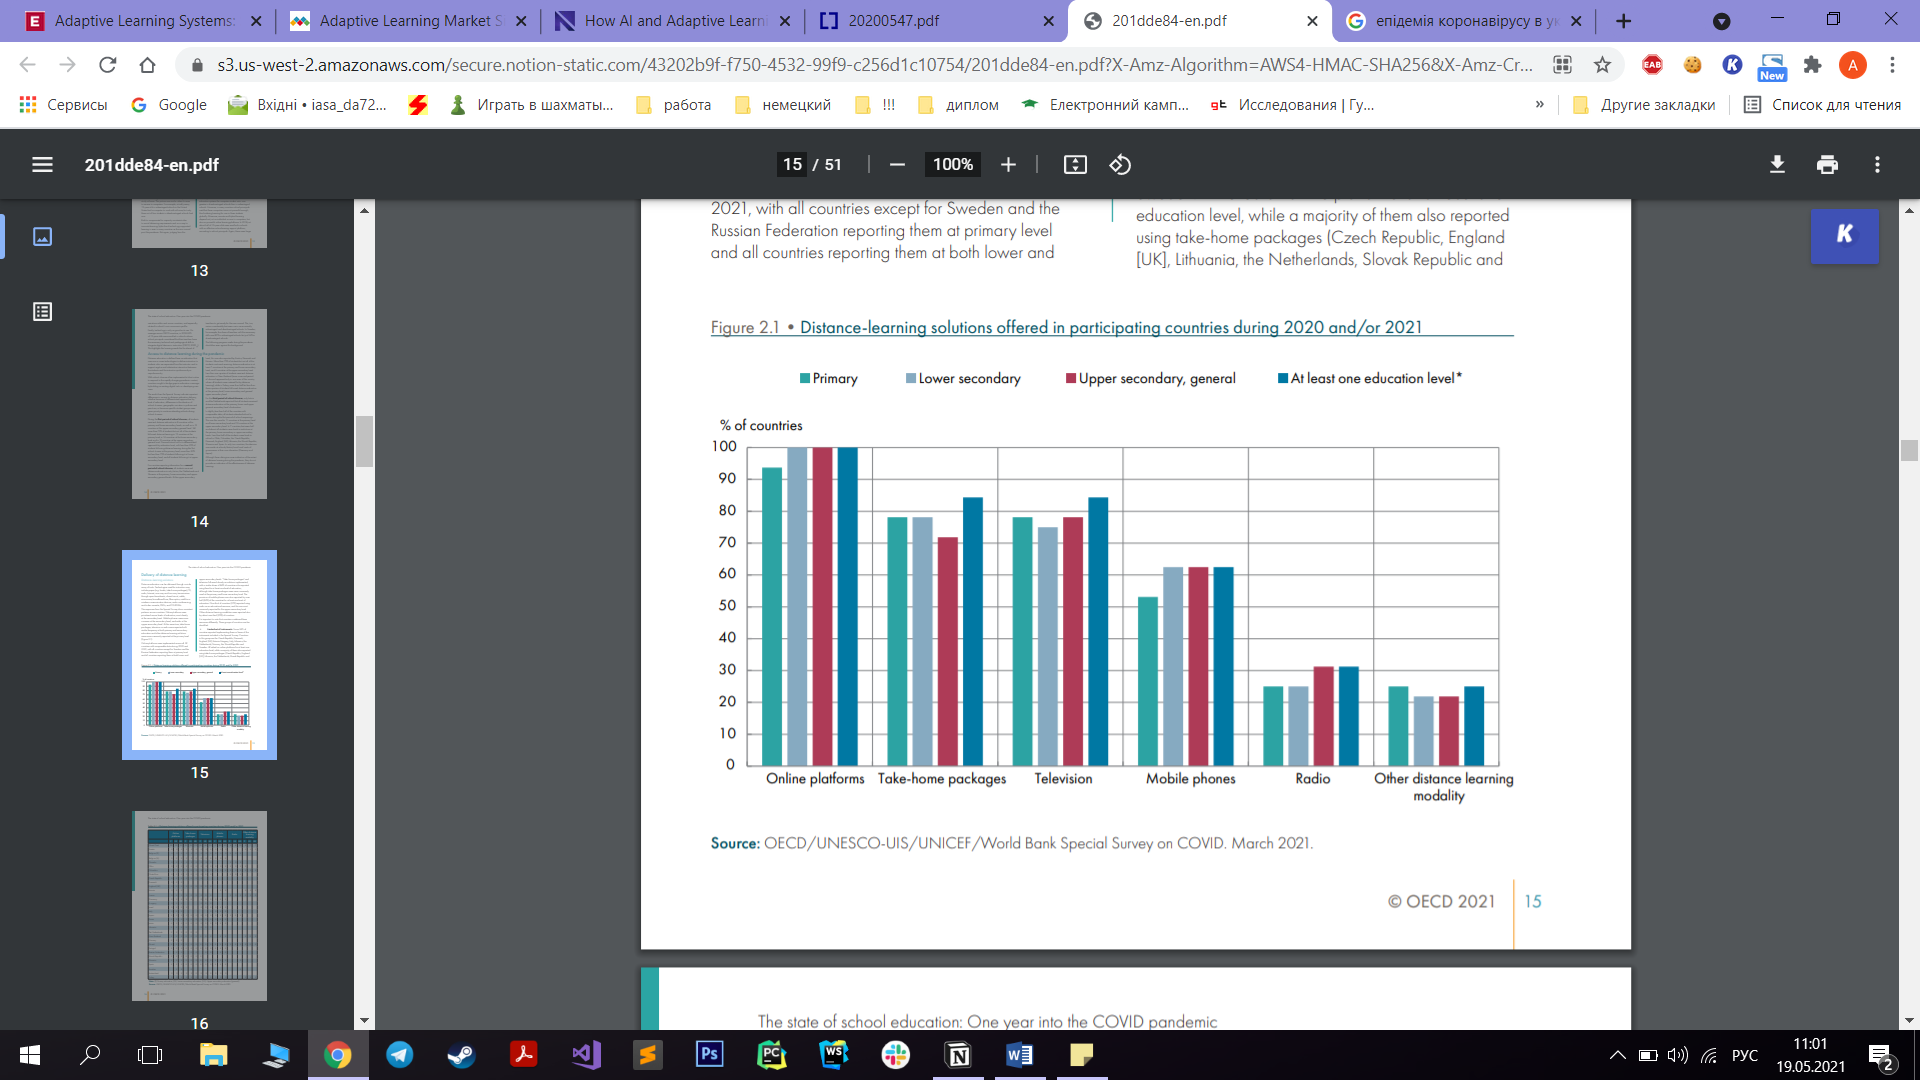 Adaptive Learning Systems:
Adaptive Learning Market S
How AI and Adaptive Learni
20200547.pdf
201dde84-en.pdf
епідемія коронавірусу в ук
s3.us-west-2.amazonaws.com/secure.notion-static.com/43202b9f-f750-4532-99f9-c256d1c10754/201dde84-en.pdf?X-Amz-Algorithm=AWS4-HMAC-SHA256&X-Amz-Cr...
EAB
New
A
Сервисы
Google
Вхідні • iasa_da72...
Играть в шахматы...
работа
немецкий
!!!
диплом
Електронний камп...
Исследования | Гу...
»
Другие закладки
Список для чтения
201dde84-en.pdf
15 / 51
100%
13
14
15
16
K
2021, with all countries except for Sweden and the
Russian Federation reporting them at primary level
and all countries reporting them at both lower and
education level, while a majority of them also reported
using take-home packages (Czech Republic, England
[UK], Lithuania, the Netherlands, Slovak Republic and
Figure 2.1 • Distance-learning solutions offered in participating countries during 2020 and/or 2021
Primary
Lower secondary
Upper secondary, general
At least one education level*
% of countries
100
90
80
70
60
50
40
30
20
10
0
Online platforms
Take-home packages
Television
Mobile phones
Radio
Other distance learning
modality
Source: OECD/UNESCO-UIS/UNICEF/World Bank Special Survey on COVID. March 2021.
© OECD 2021
15
The state of school education: One year into the COVID pandemic
Ps
PC
WS
РУС
11:01
19.05.2021
2